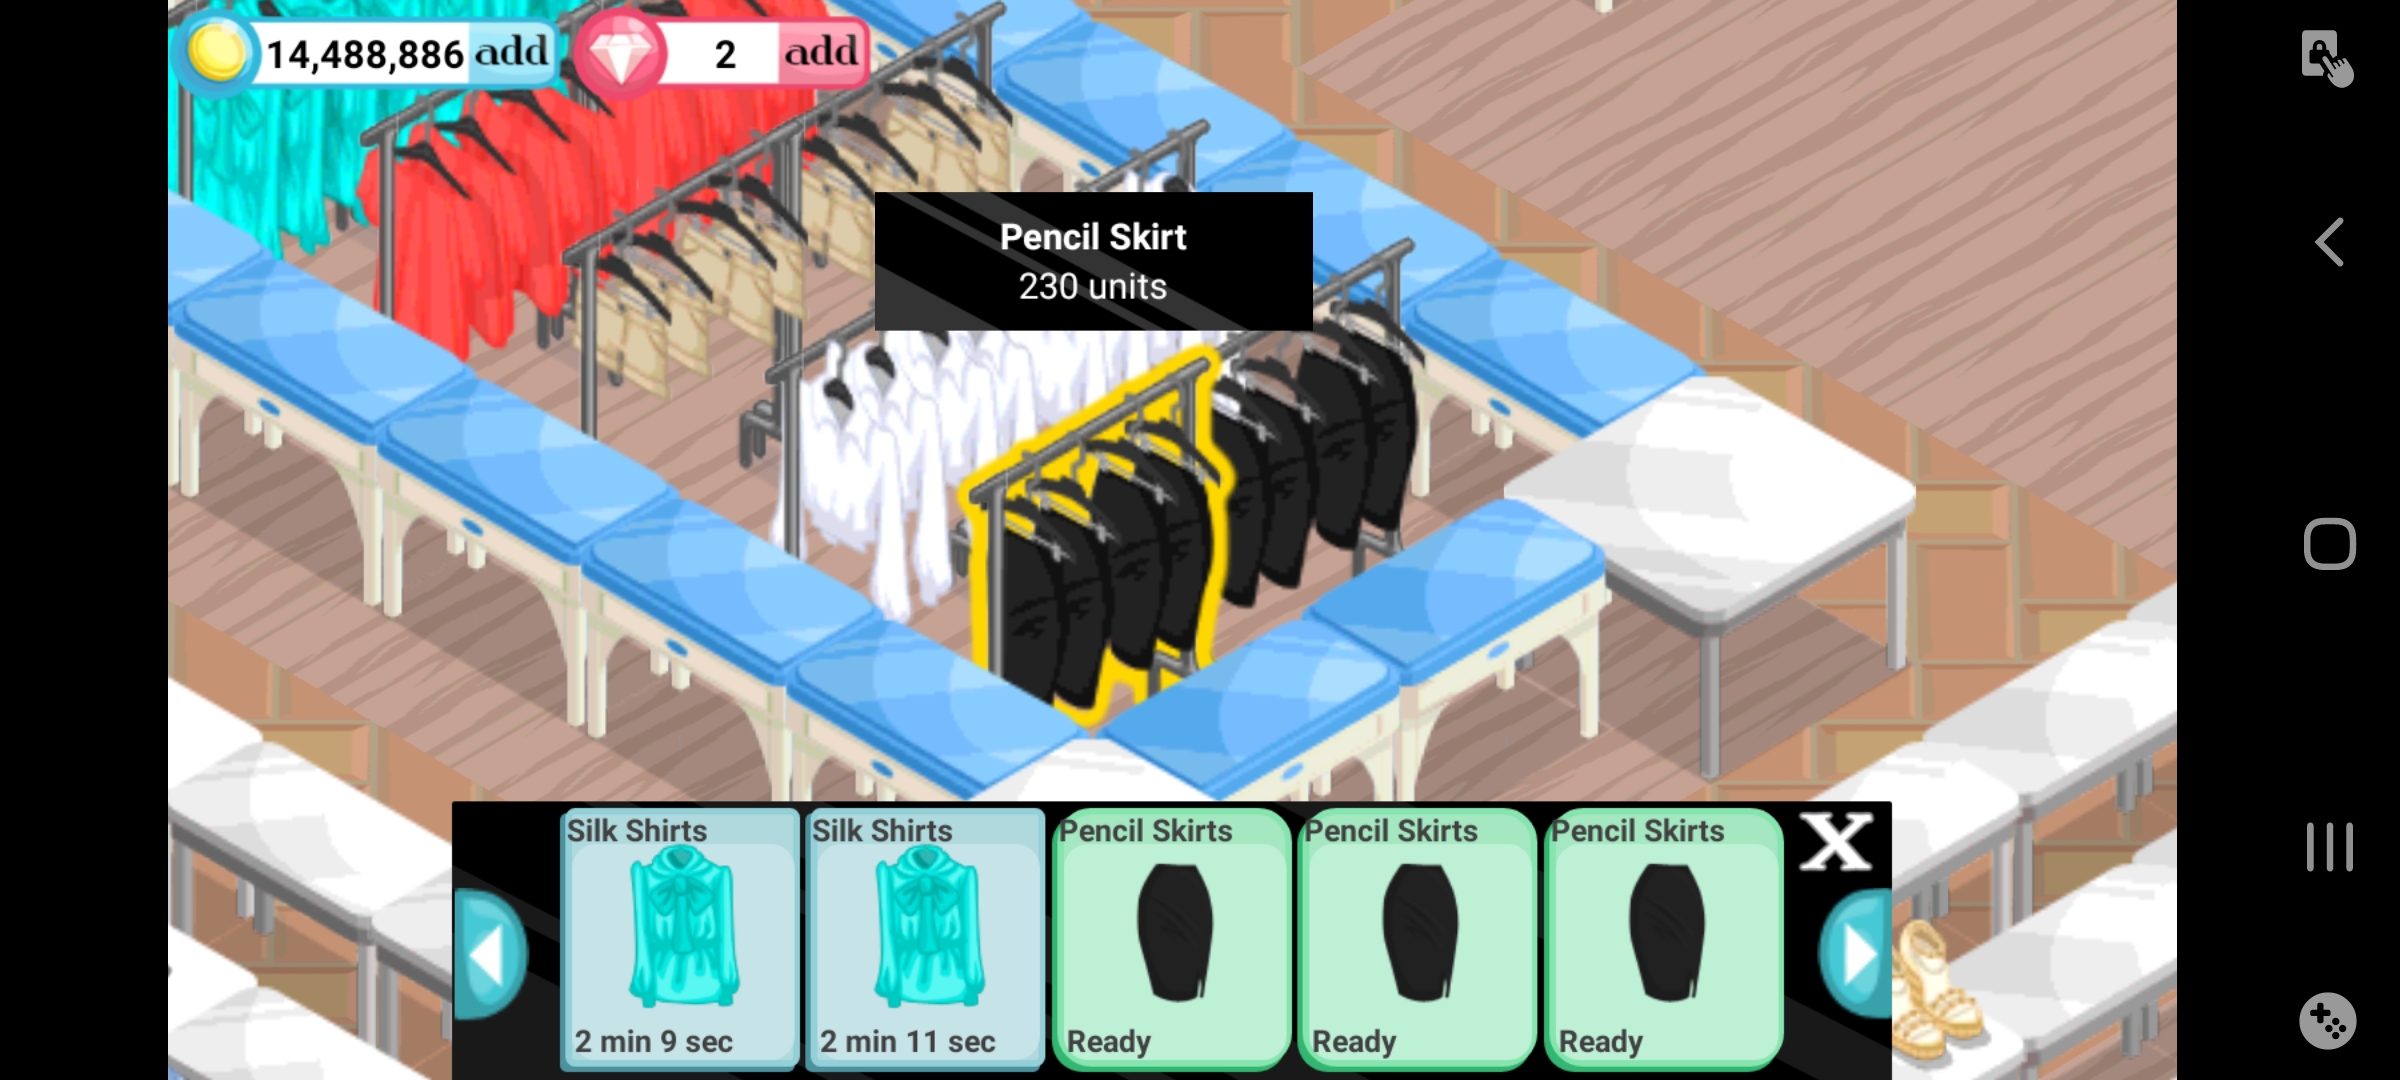 14,488,886 add
2 add
Pencil Skirt
230 units
Silk Shirts
2 min 9 sec
Silk Shirts
2 min 11 sec
Pencil Skirts
Ready
Pencil Skirts
Ready
Pencil Skirts
Ready
X